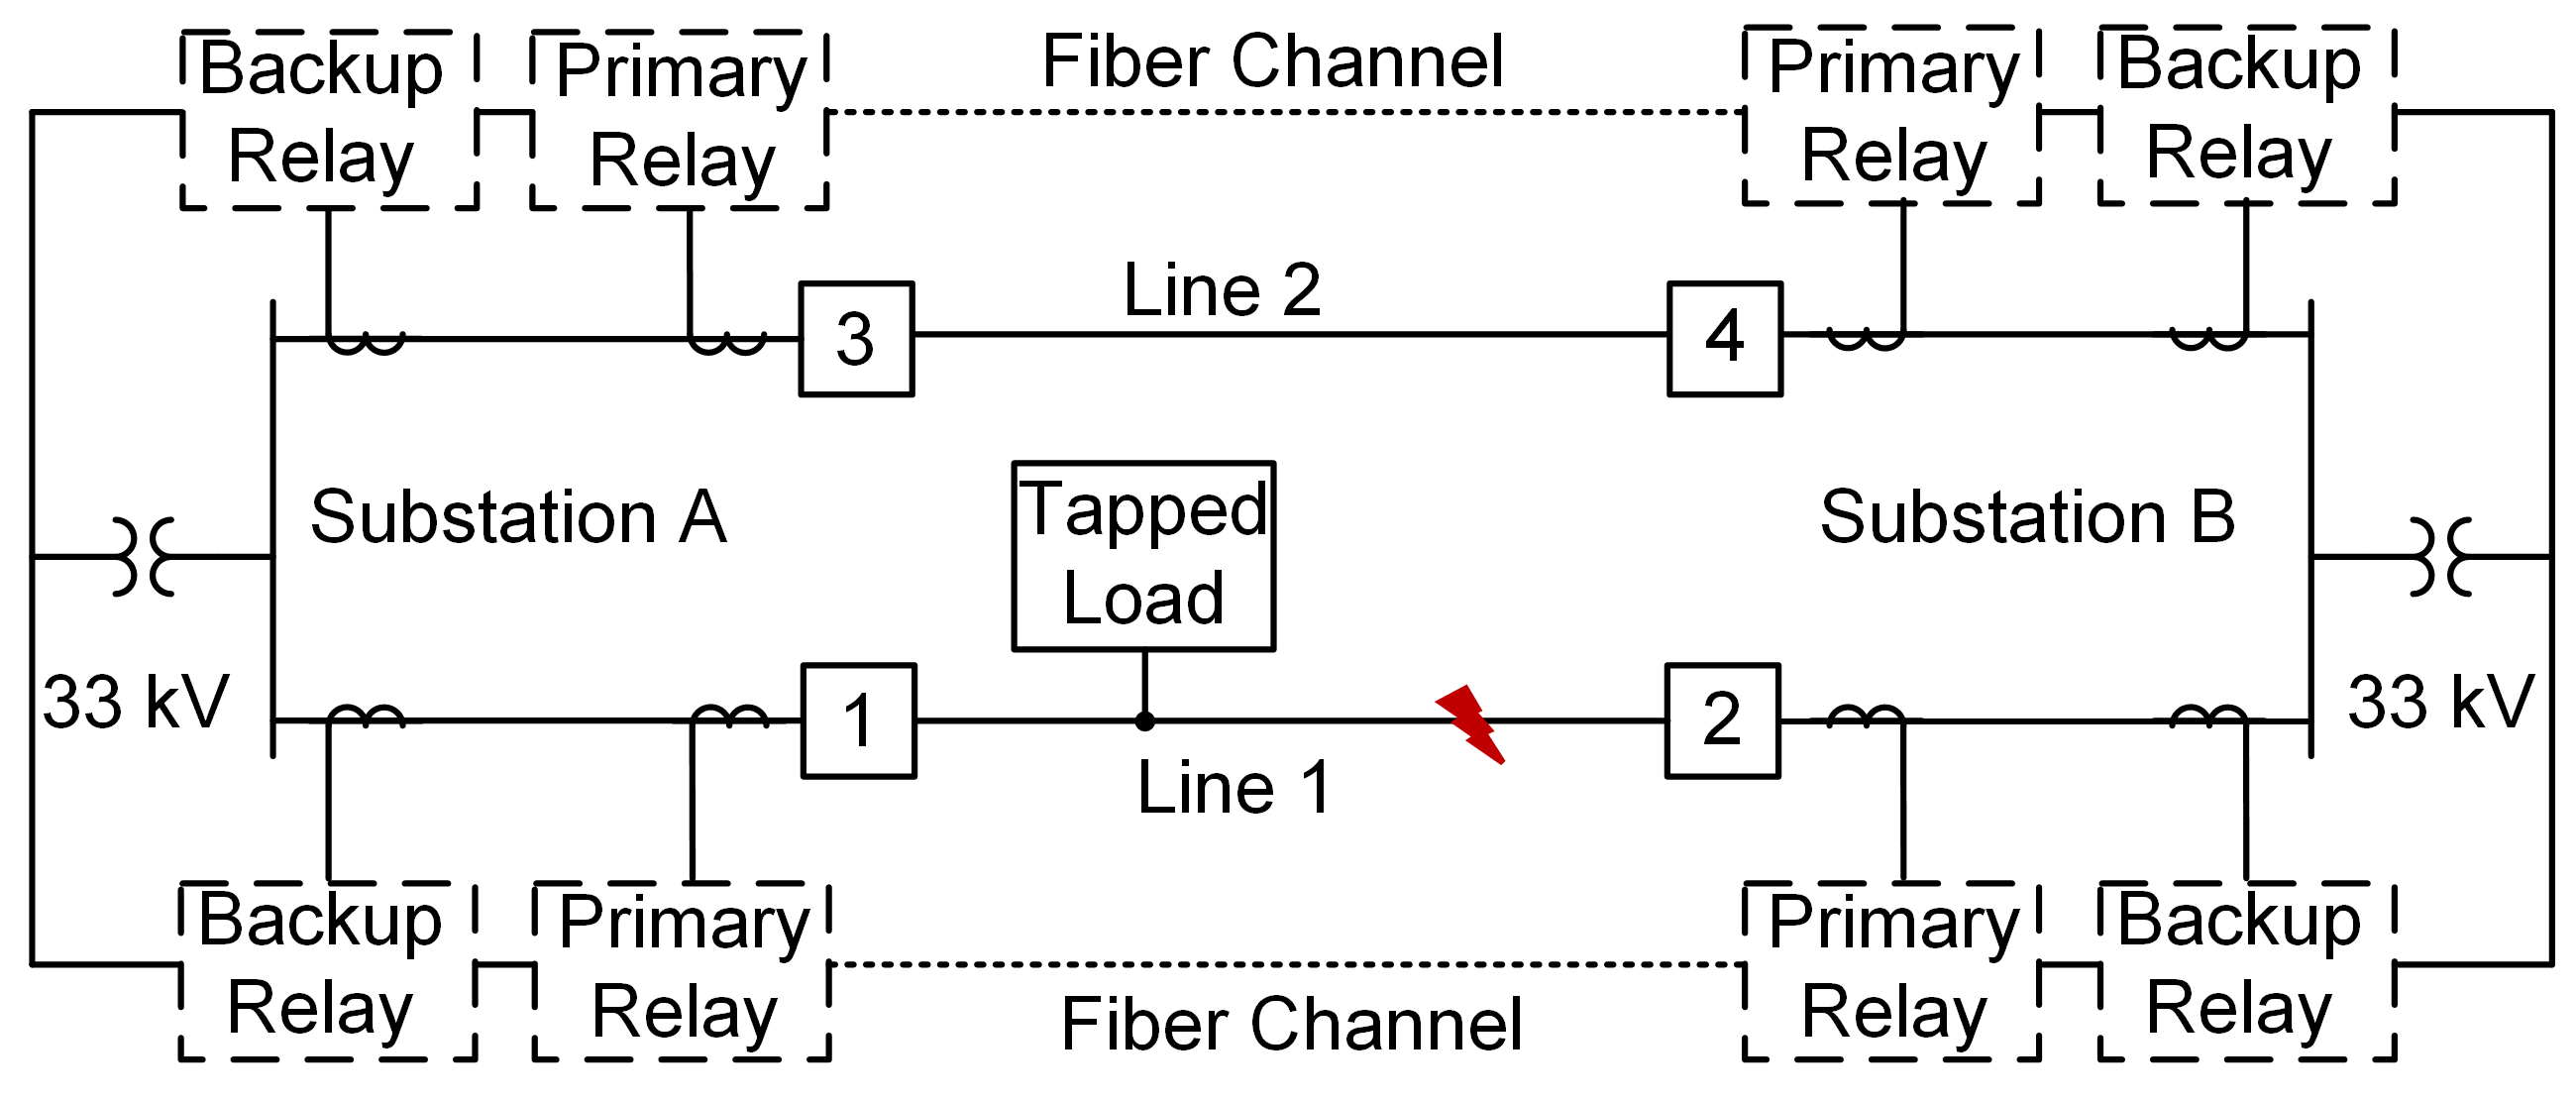 Backup
Relay
Primary
Relay
Fiber Channel
Primary
Relay
Backup
Relay
Line 2
3
4
Substation A
Tapped
Load
Substation B
33 kV
33 kV
1
2
Line 1
Backup
Relay
Primary
Relay
Fiber Channel
Primary
Relay
Backup
Relay